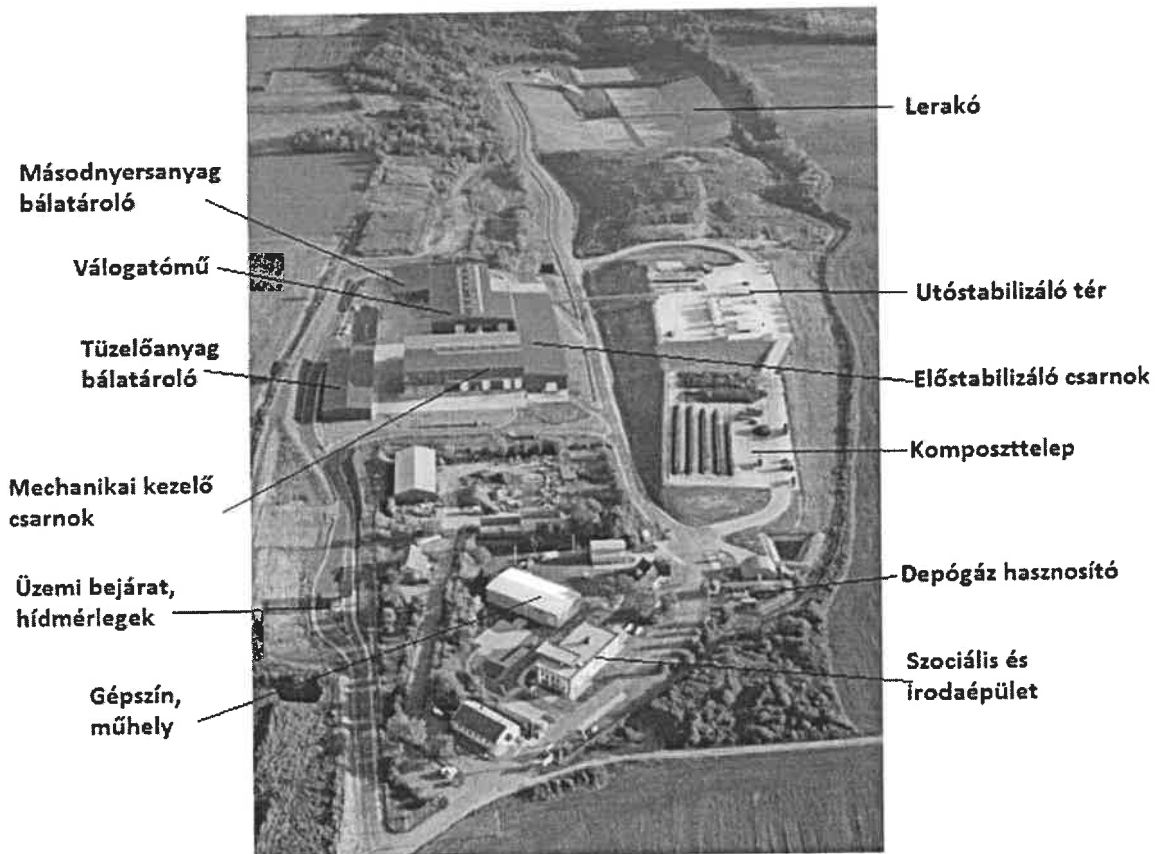 Lerakó
Másodnyersanyag
bálatároló
Válogatómű
Utóstabilizáló tér
Tüzelőanyag
bálatároló
Előstabilizáló csarnok
Komposzttelep
Mechanikai kezelő
csarnok
Üzemi bejárat,
hídmérlegek
Depógáz hasznosító
Szociális és
irodaépület
Gépszín,
műhely